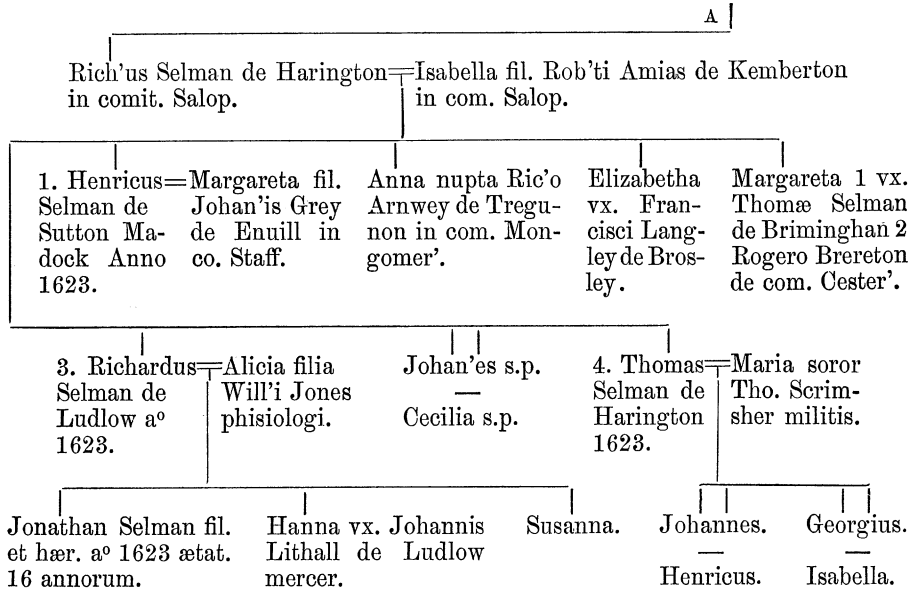 A
Rich'us Selman de Harington
in comit. Salop.
Isabella fil. Rob'ti Amias de Kemberton
in com. Salop.
1. Henricus
Selman de
Sutton Ma-
dock Anno
1623.
Margareta fil.
Johan'is Grey
de Enuill in
co. Staff.
Anna nupta Ric'o
Arnwey de Tregu-
non in com. Mon-
gomer'.
Elizabetha
vx. Fran-
cisci Lang-
ley de Bros-
ley.
Margareta 1 vx.
Thomæ Selman
de Briminghan 2
Rogero Brereton
de com. Cester'.
3. Richardus
Selman de
Ludlow aº
1623.
Alicia filia
Will'i Jones
phisiologi.
Johan'es s.p.
—
Cecilia s.p.
4. Thomas
Selman de
Harington
1623.
Maria soror
Tho. Scrim-
sher militis.
Jonathan Selman fil.
et hær. aº 1623 ætat.
16 annorum.
Hanna vx. Johannis
Lithall de Ludlow
mercer.
Susanna.
Johannes.
—
Henricus.
Georgius.
—
Isabella.